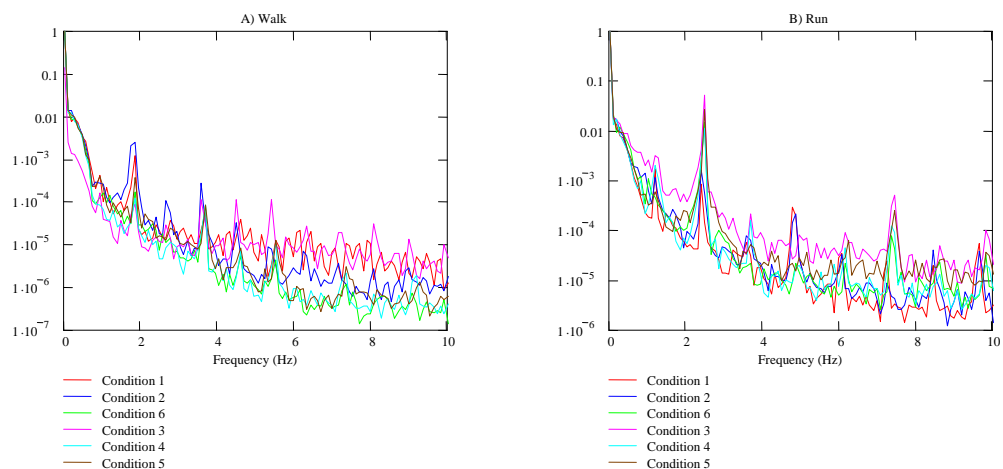 A) Walk
1
0.1
0.01
1·10⁻³
1·10⁻⁴
1·10⁻⁵
1·10⁻⁶
1·10⁻⁷
0 2 4 6 8 10
Frequency (Hz)
Condition 1
Condition 2
Condition 6
Condition 3
Condition 4
Condition 5
B) Run
1
0.1
0.01
1·10⁻³
1·10⁻⁴
1·10⁻⁵
1·10⁻⁶
0 2 4 6 8 10
Frequency (Hz)
Condition 1
Condition 2
Condition 6
Condition 3
Condition 4
Condition 5